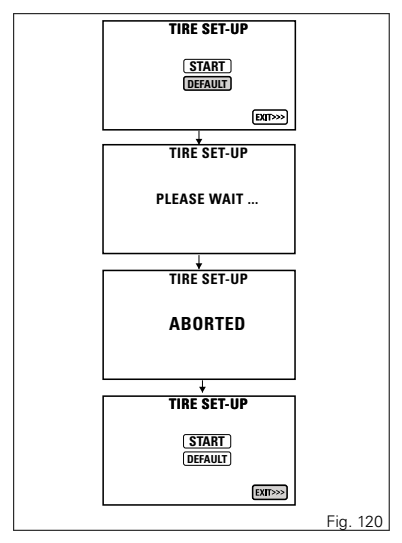 TIRE SET-UP
START
DEFAULT
EXIT>>>
TIRE SET-UP
PLEASE WAIT ...
TIRE SET-UP
ABORTED
TIRE SET-UP
START
DEFAULT
EXIT>>>
Fig. 120